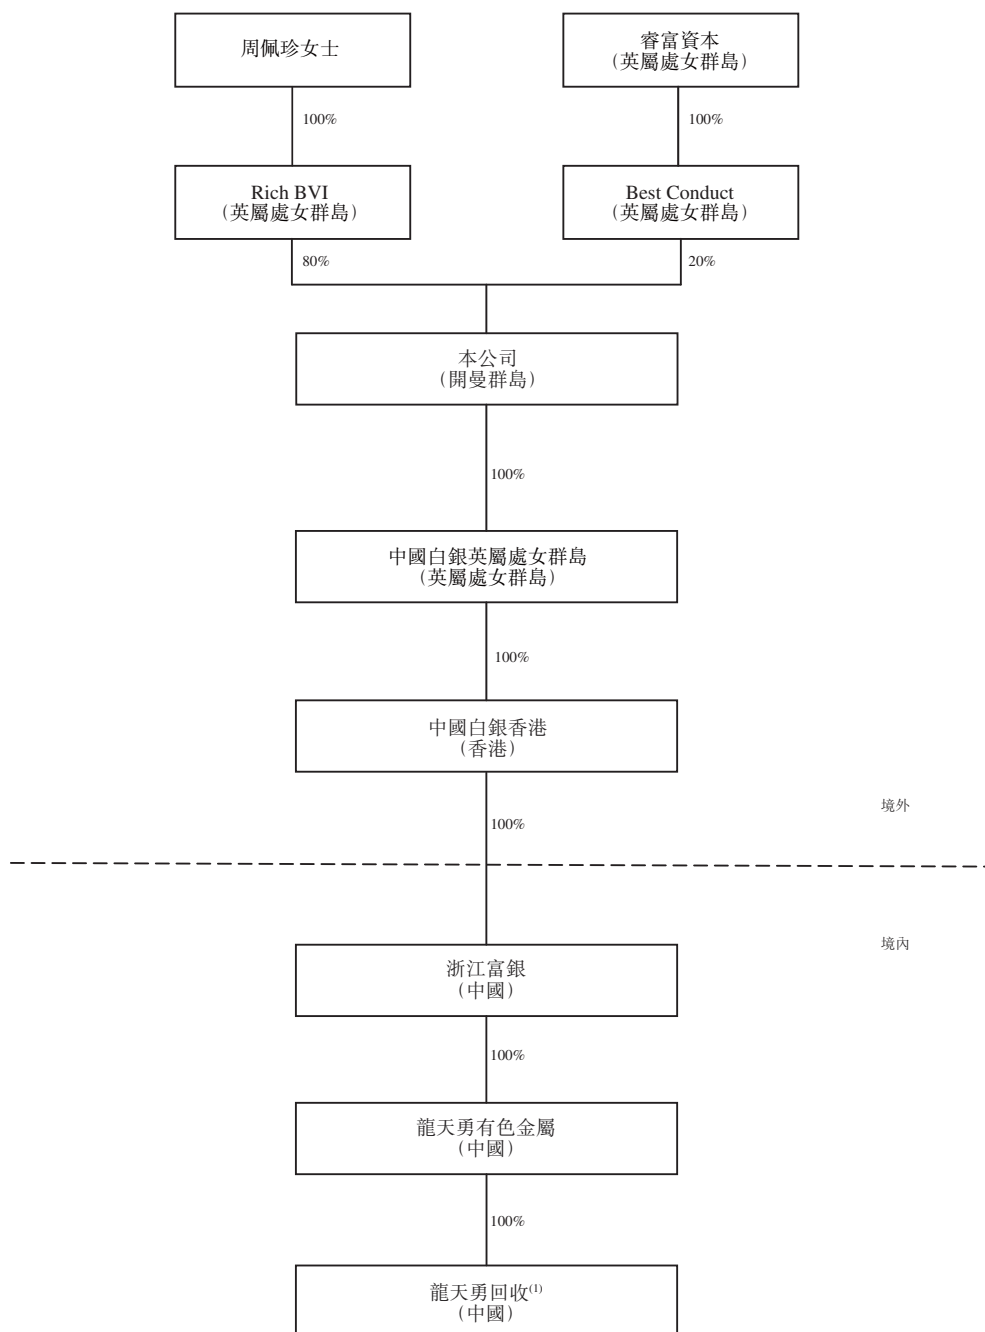 周佩珍女士
睿富資本
(英屬處女群島)
100%
100%
Rich BVI
(英屬處女群島)
Best Conduct
(英屬處女群島)
80%
20%
本公司
(開曼群島)
100%
中國白銀英屬處女群島
(英屬處女群島)
100%
中國白銀香港
(香港)
境外
100%
境內
浙江富銀
(中國)
100%
龍天勇有色金屬
(中國)
100%
龍天勇回收(1)
(中國)